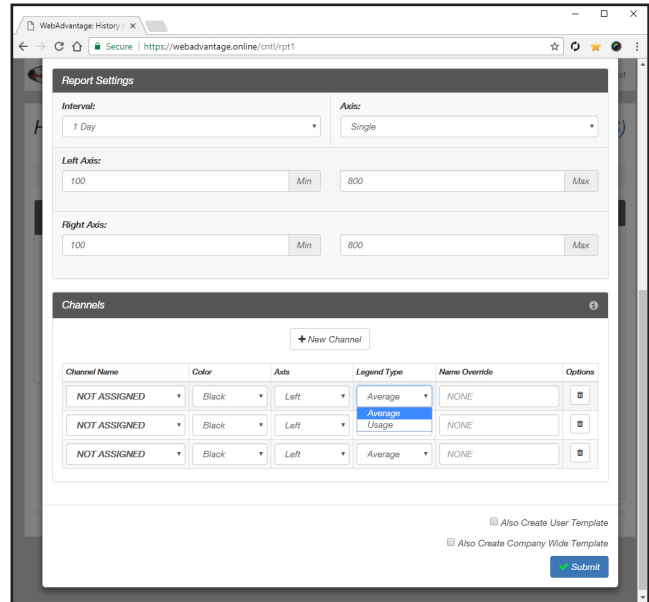 WebAdvantage: History
Secure | https://webadvantage.online/cntl/rpt1
ut
H
)
Report Settings
Interval: Axis:
1 Day Single
Left Axis:
100 Min 800 Max
Right Axis:
100 Min 800 Max
Channels
+ New Channel
Channel Name Color Axis Legend Type Name Override Options
NOT ASSIGNED Black Left Average NONE
Average
NOT ASSIGNED Black Left Usage NONE
NOT ASSIGNED Black Left Average NONE
Also Create User Template
Also Create Company Wide Template
Submit